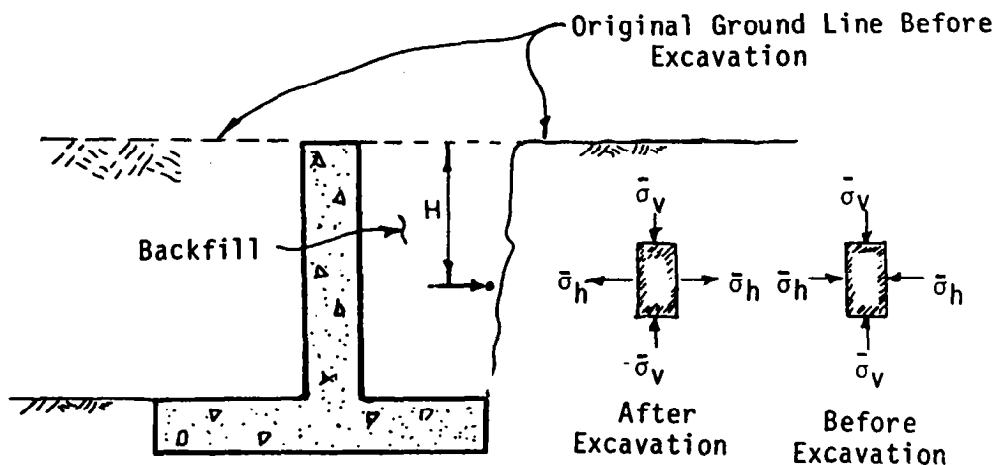 Original Ground Line Before
Excavation
H
Backfill
σ̄v
σ̄v
σ̄h
σ̄h
σ̄h
σ̄h
σ̄v
σ̄v
After
Excavation
Before
Excavation